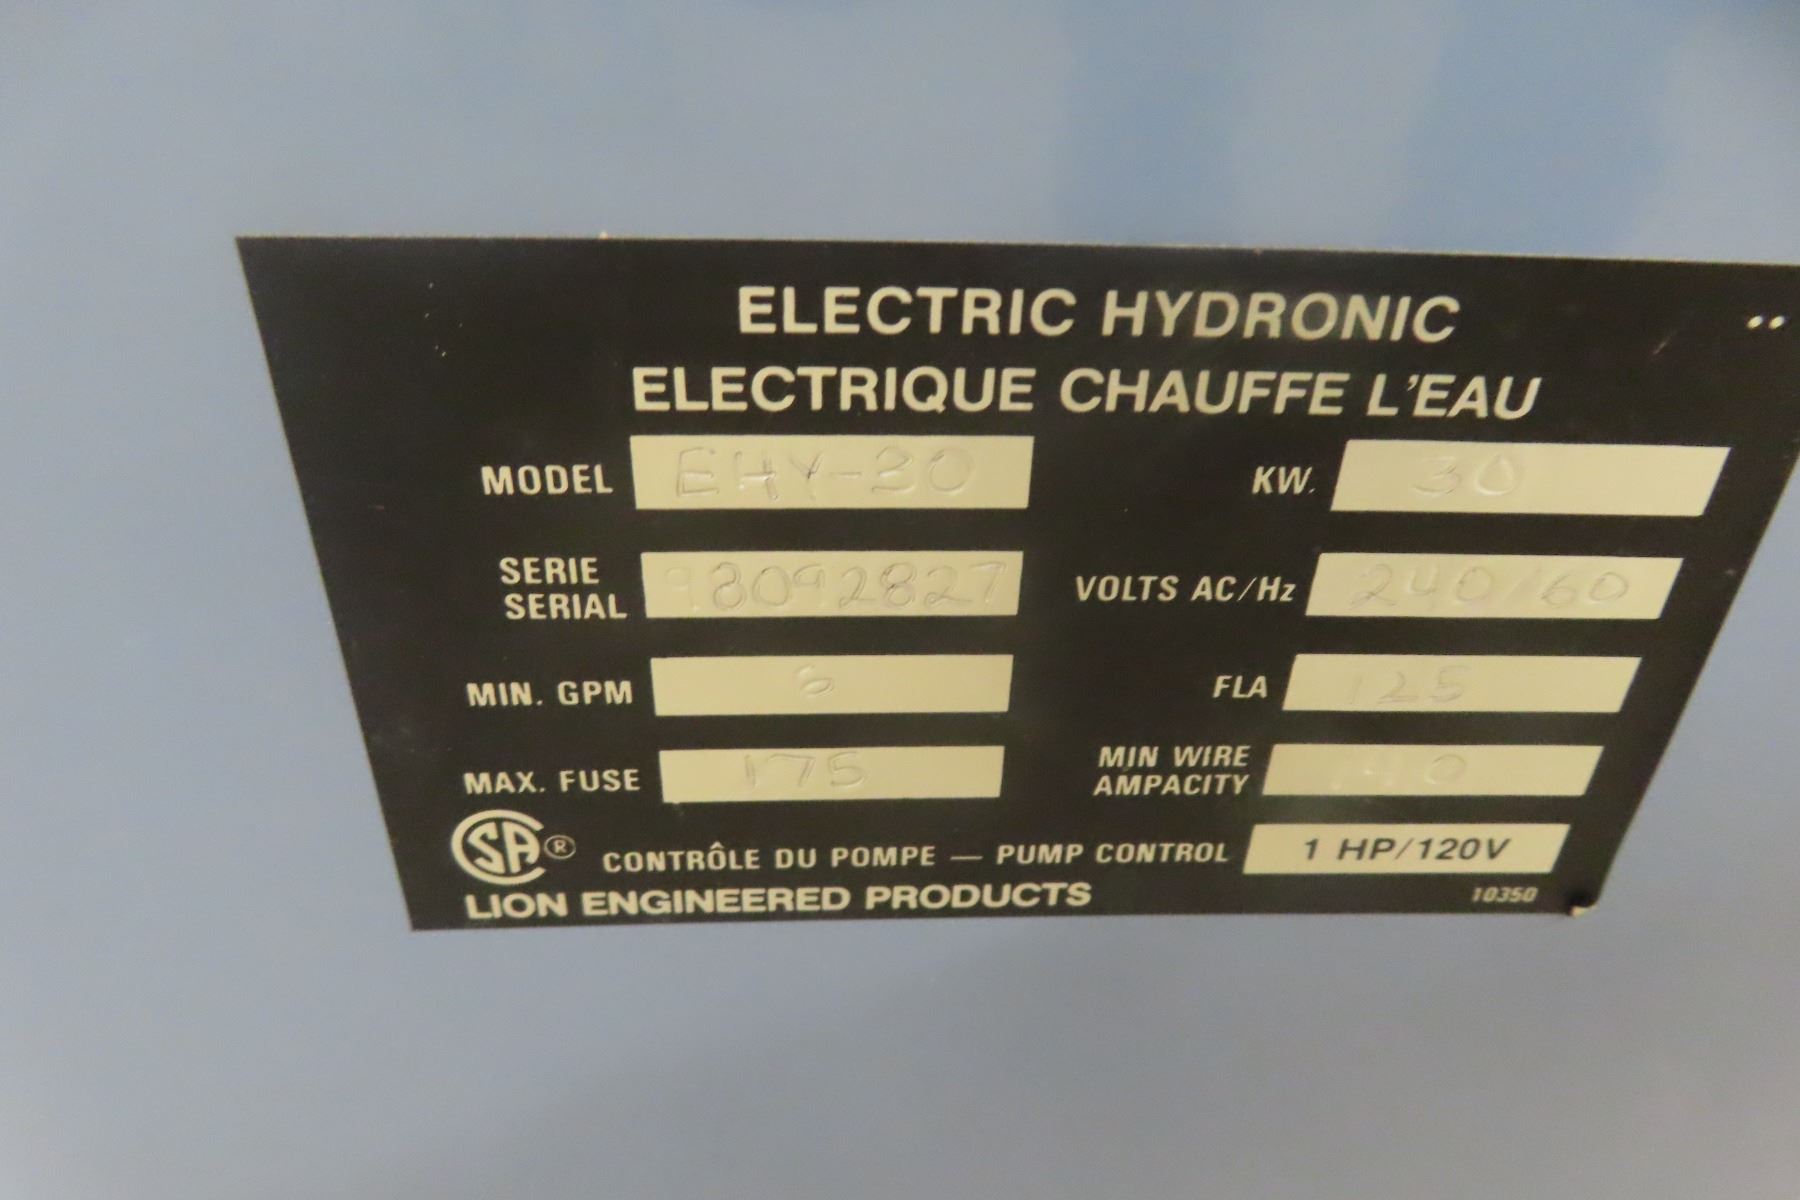 ELECTRIC HYDRONIC
ELECTRIQUE CHAUFFE L'EAU
MODEL EHY-30 KW. 30
SERIE
SERIAL 98092827 VOLTS AC/Hz 240/60
MIN. GPM 6 FLA 125
MAX. FUSE 175 MIN WIRE
AMPACITY 140
SA® CONTRÔLE DU POMPE — PUMP CONTROL 1 HP/120V
LION ENGINEERED PRODUCTS 10350